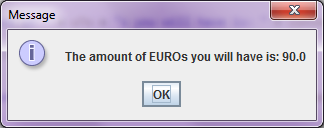 Message
The amount of EUROs you will have is: 90.0
OK